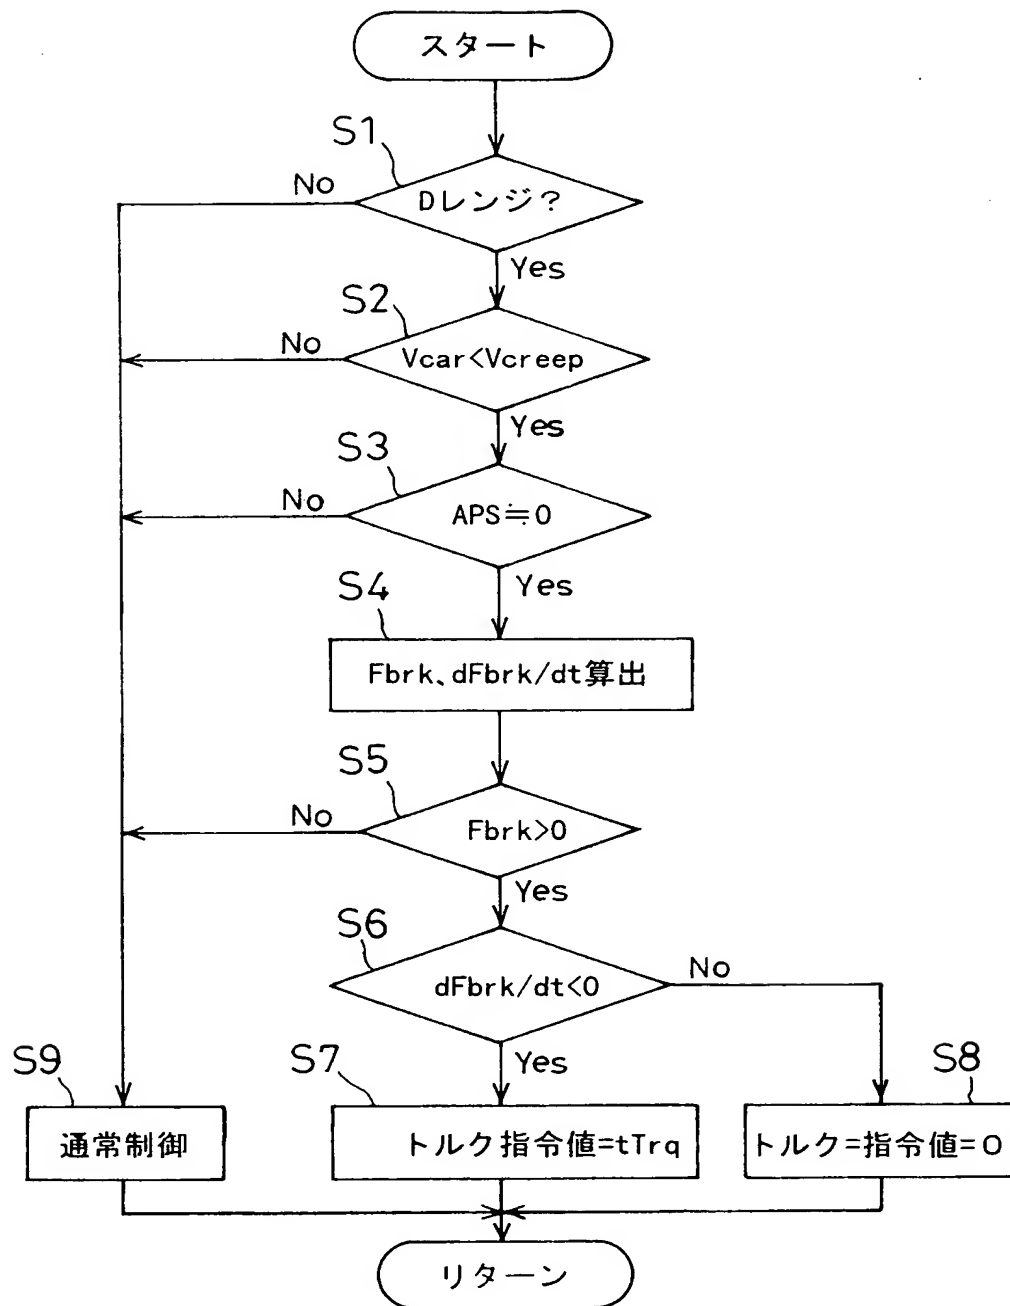 スタート
S1
No
Dレンジ?
Yes
S2
No
Vcar<Vcreep
Yes
S3
No
APS≒0
Yes
S4
Fbrk、dFbrk/dt算出
S5
No
Fbrk>0
Yes
S6
No
dFbrk/dt<0
Yes
S9
S7
S8
通常制御
トルク指令値=tTrq
トルク=指令値=0
リターン